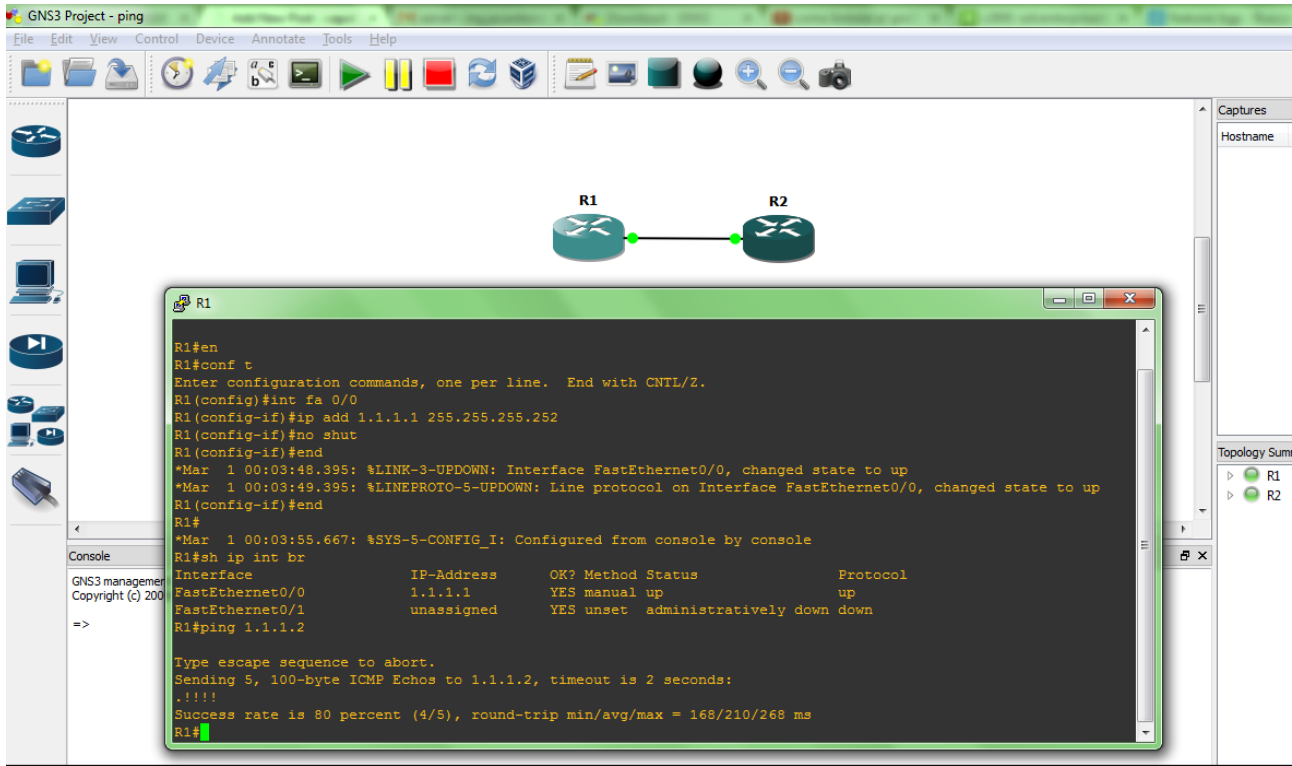 GNS3 Project - ping
File Edit View Control Device Annotate Tools Help
Captures
Hostname
R1
R2
R1
R1#en
R1#conf t
Enter configuration commands, one per line.  End with CNTL/Z.
R1(config)#int fa 0/0
R1(config-if)#ip add 1.1.1.1 255.255.255.252
R1(config-if)#no shut
R1(config-if)#end
*Mar  1 00:03:48.395: %LINK-3-UPDOWN: Interface FastEthernet0/0, changed state to up
*Mar  1 00:03:49.395: %LINEPROTO-5-UPDOWN: Line protocol on Interface FastEthernet0/0, changed state to up
R1(config-if)#end
R1#
*Mar  1 00:03:55.667: %SYS-5-CONFIG_I: Configured from console by console
R1#sh ip int br
Interface IP-Address OK? Method Status Protocol
FastEthernet0/0 1.1.1.1 YES manual up up
FastEthernet0/1 unassigned YES unset administratively down down
R1#ping 1.1.1.2
Type escape sequence to abort.
Sending 5, 100-byte ICMP Echos to 1.1.1.2, timeout is 2 seconds:
.!!!!
Success rate is 80 percent (4/5), round-trip min/avg/max = 168/210/268 ms
R1#
Topology Sum
R1
R2
Console
GNS3 managemen
Copyright (c) 200
=>